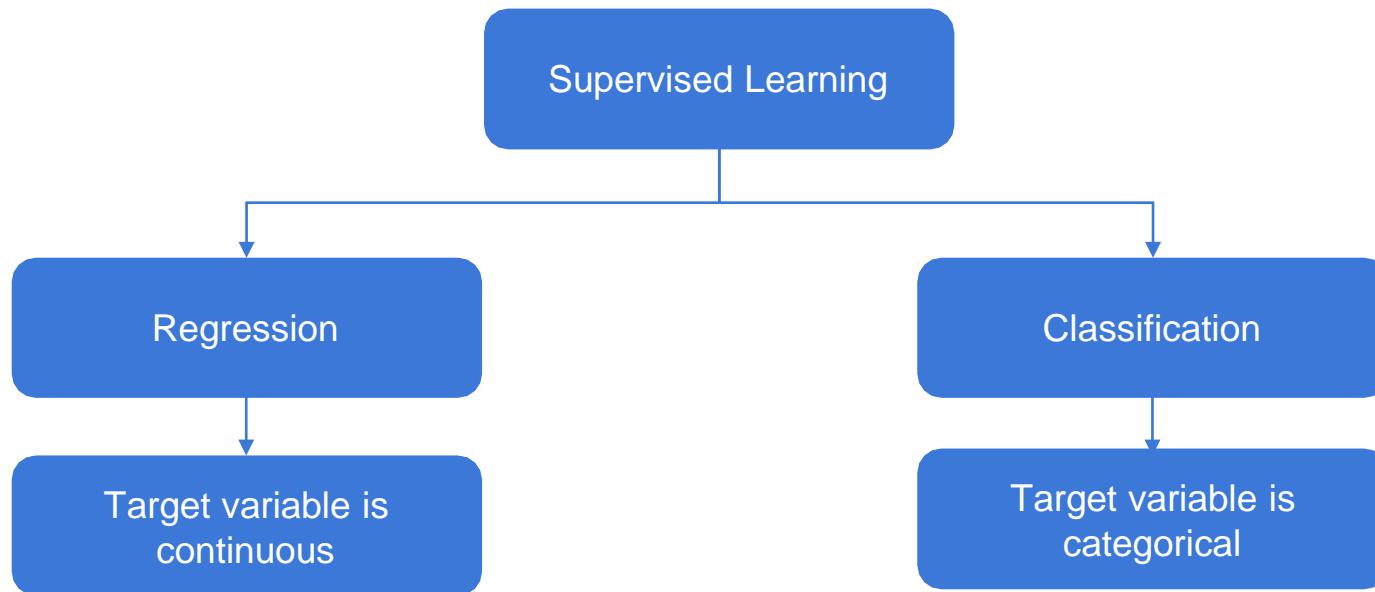 Supervised Learning
Regression
Classification
Target variable is
continuous
Target variable is
categorical